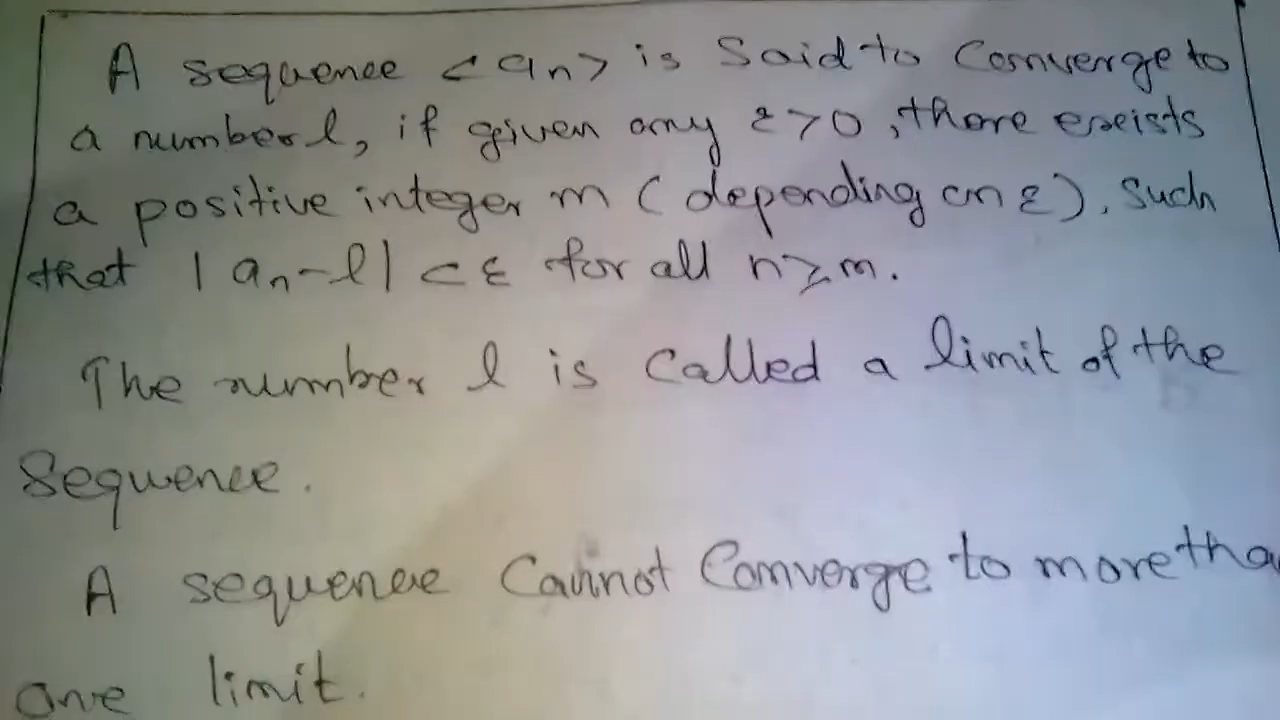 A sequence <an> is said to Converge to
a number l, if given any ε>0, there exists
a positive integer m (depending on ε), such
that |an-l|<ε for all n≥m.
The number l is called a limit of the
Sequence.
A sequence Cannot Converge to more tha
one limit.